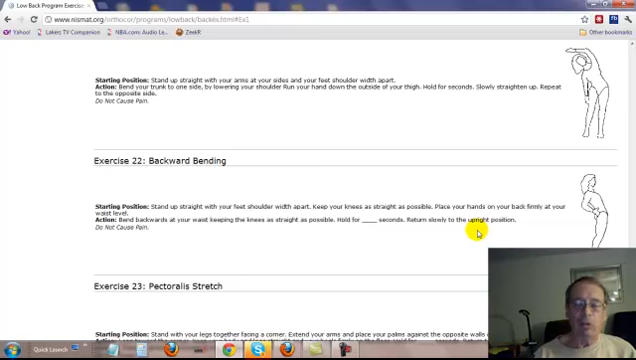 Low Back Program Exercise
www.nismat.org/orthocor/programs/lowback/backex.html#Ex1
Yahoo! Lakers TV Companion NBA.com: Audio Le... ZeekR Other bookmarks
Starting Position: Stand up straight with your arms at your sides and your feet shoulder width apart.
Action: Bend your trunk to one side, by lowering your shoulder Run your hand down the outside of your thigh. Hold for seconds. Slowly straighten up. Repeat
to the opposite side.
Do Not Cause Pain.
Exercise 22: Backward Bending
Starting Position: Stand up straight with your feet shoulder width apart. Keep your knees as straight as possible. Place your hands on your back firmly at your
waist level.
Action: Bend backwards at your waist keeping the knees as straight as possible. Hold for ____ seconds. Return slowly to the upright position.
Do Not Cause Pain.
Exercise 23: Pectoralis Stretch
Starting Position: Stand with your legs together facing a corner. Extend your arms and place your palms against the opposite walls
Quick Launch